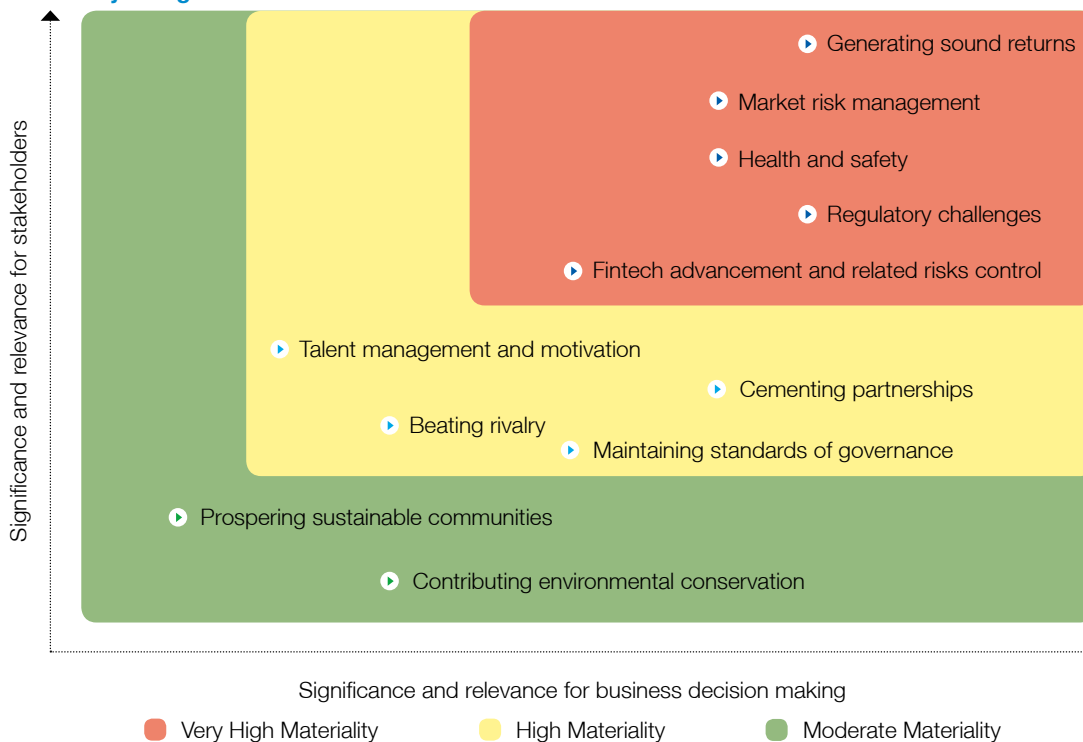 Generating sound returns
Market risk management
Health and safety
Regulatory challenges
Fintech advancement and related risks control
Talent management and motivation
Cementing partnerships
Beating rivalry
Maintaining standards of governance
Prospering sustainable communities
Contributing environmental conservation
Significance and relevance for stakeholders
Significance and relevance for business decision making
Very High Materiality
High Materiality
Moderate Materiality